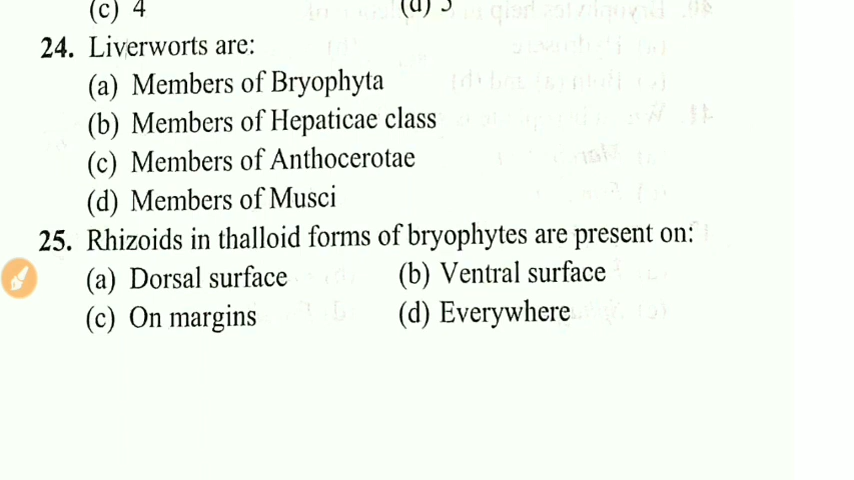 (c) 4 (d) 5
24. Liverworts are:
(a) Members of Bryophyta
(b) Members of Hepaticae class
(c) Members of Anthocerotae
(d) Members of Musci
25. Rhizoids in thalloid forms of bryophytes are present on:
(a) Dorsal surface (b) Ventral surface
(c) On margins (d) Everywhere